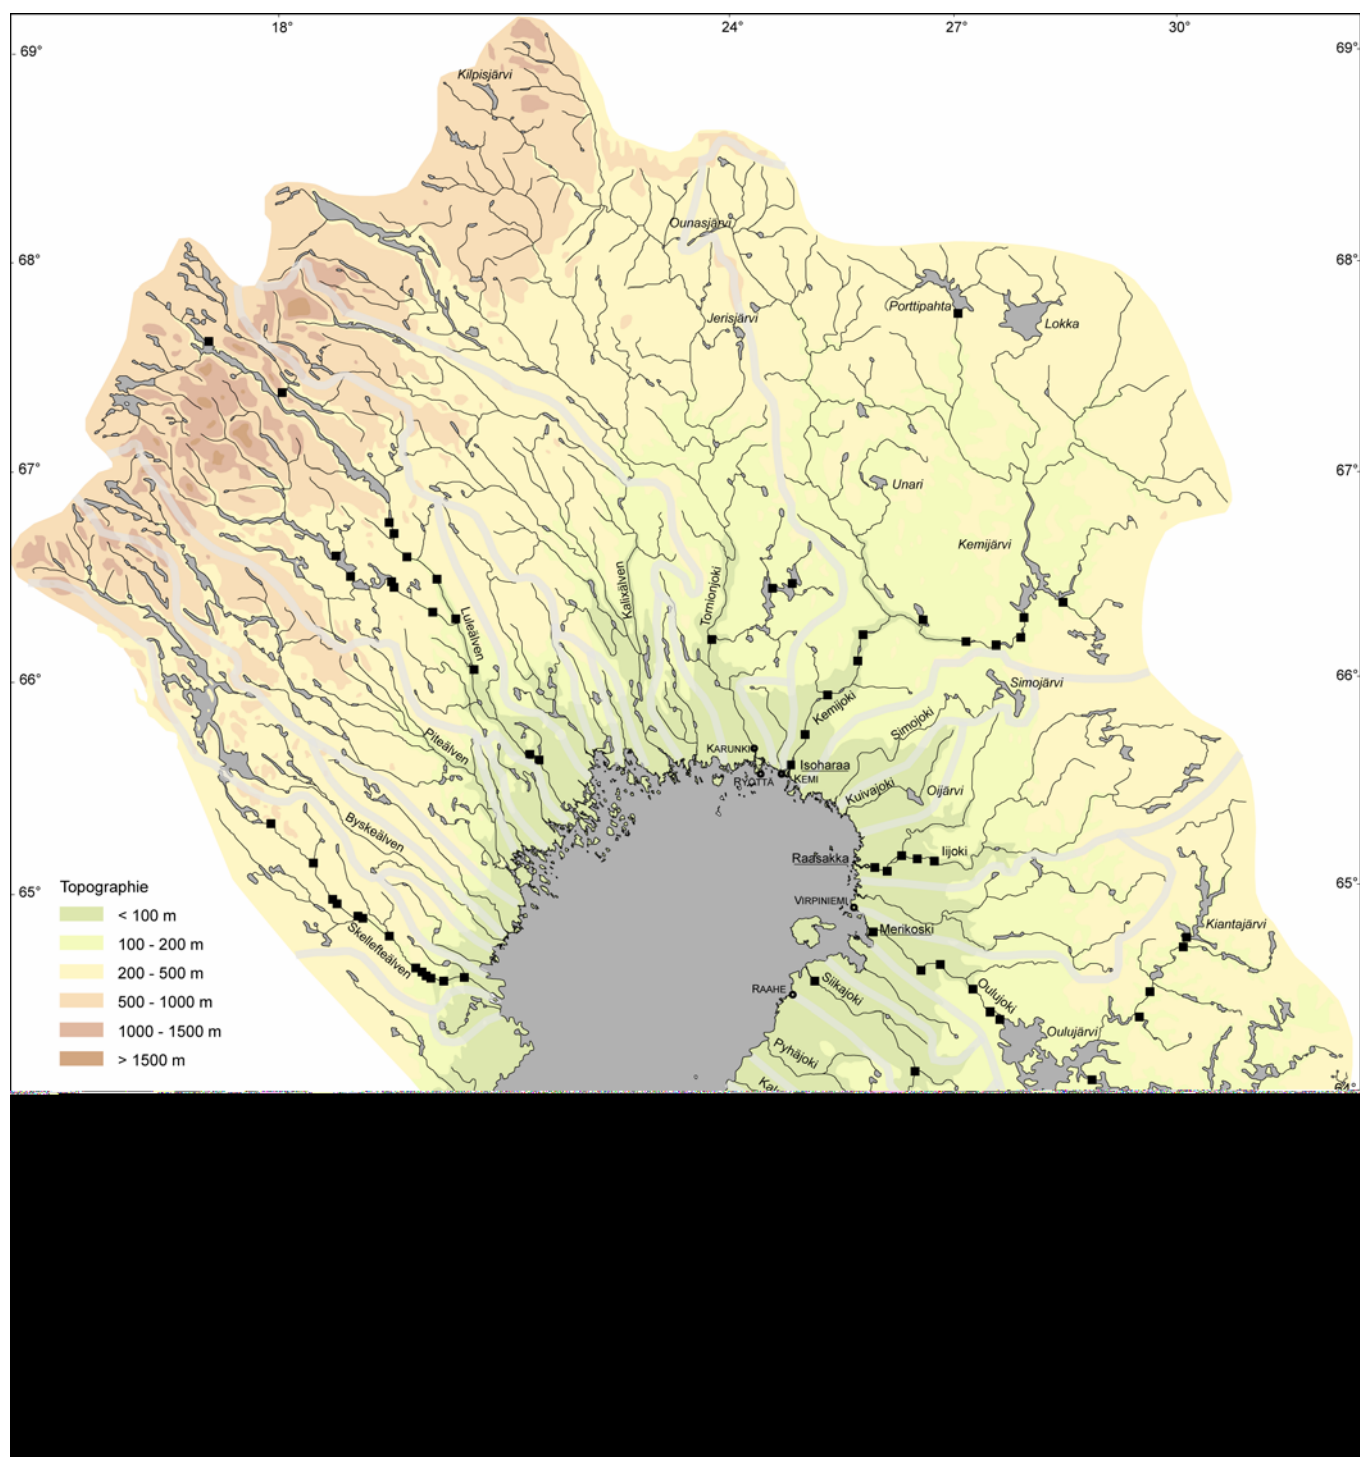 18°
24°
27°
30°
69°
69°
Kilpisjärvi
Ounasjärvi
68°
68°
Porttipahta
Lokka
Jerisjärvi
67°
67°
Unari
Kemijärvi
Kalixälven
Tornionjoki
Luleälven
66°
66°
Simojärvi
Kemijoki
Simojoki
Piteälven
KARUNKI
Isoharaa
RYÖTTÄ
KEMI
Kuivajoki
Oijärvi
Byskeälven
Raasakka
Iijoki
65°
65°
Topographie
< 100 m
100 - 200 m
200 - 500 m
500 - 1000 m
1000 - 1500 m
> 1500 m
VIRPINIEMI
Merikoski
Kiantajärvi
Skellefteälven
RAAHE
Siikajoki
Oulujoki
Oulujärvi
Pyhäjoki